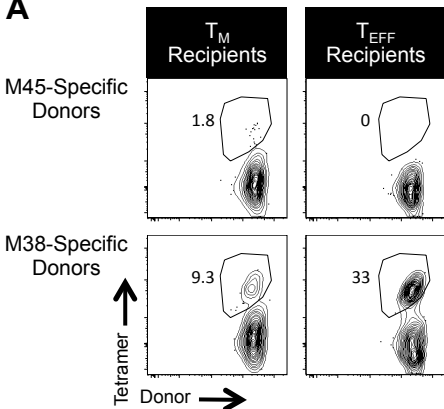 A
T_M
Recipients
T_EFF
Recipients
M45-Specific
Donors
1.8
0
M38-Specific
Donors
9.3
33
Tetramer
Donor